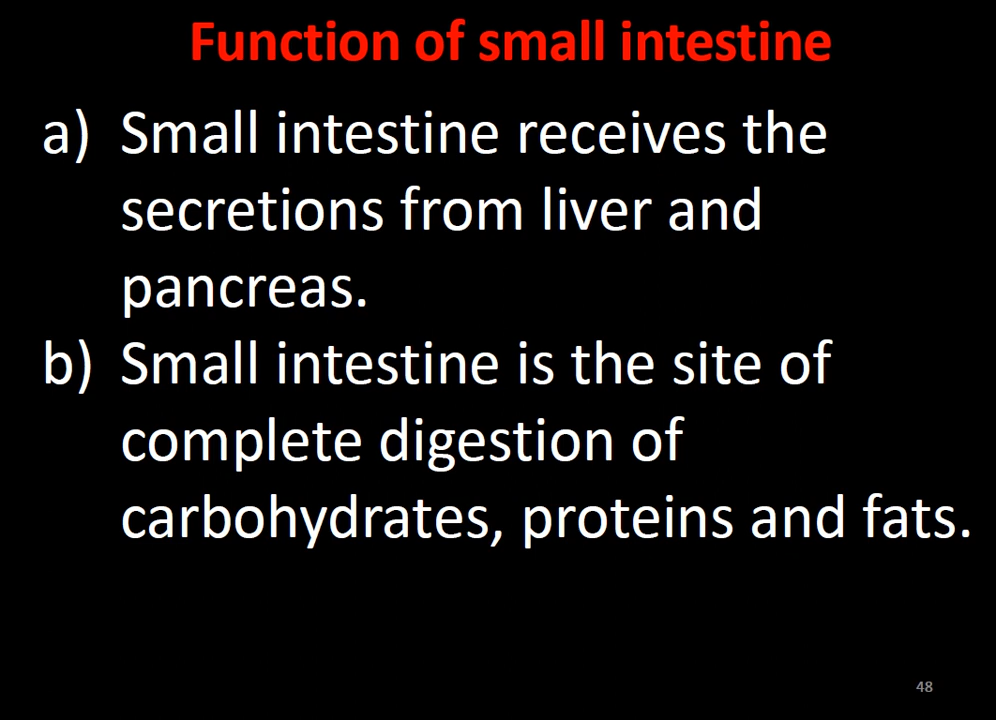 Function of small intestine
a) Small intestine receives the
secretions from liver and
pancreas.
b) Small intestine is the site of
complete digestion of
carbohydrates, proteins and fats.
48